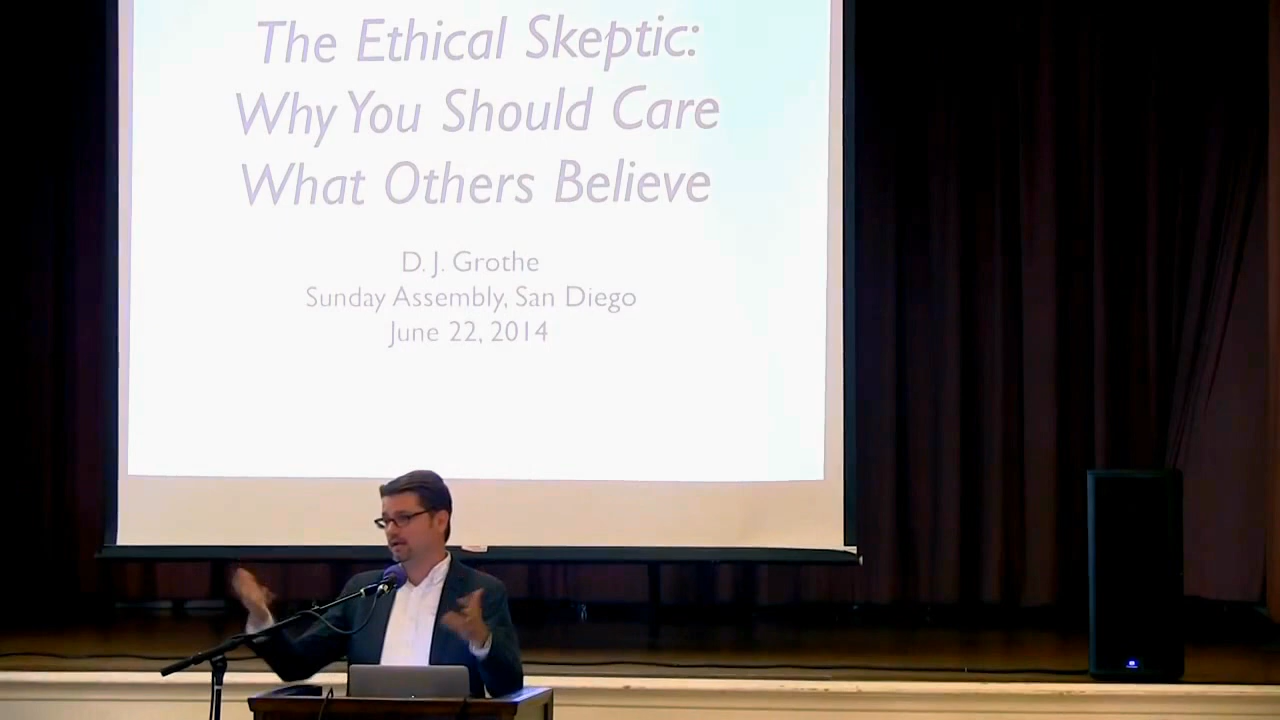 The Ethical Skeptic:
Why You Should Care
What Others Believe
D. J. Grothe
Sunday Assembly, San Diego
June 22, 2014